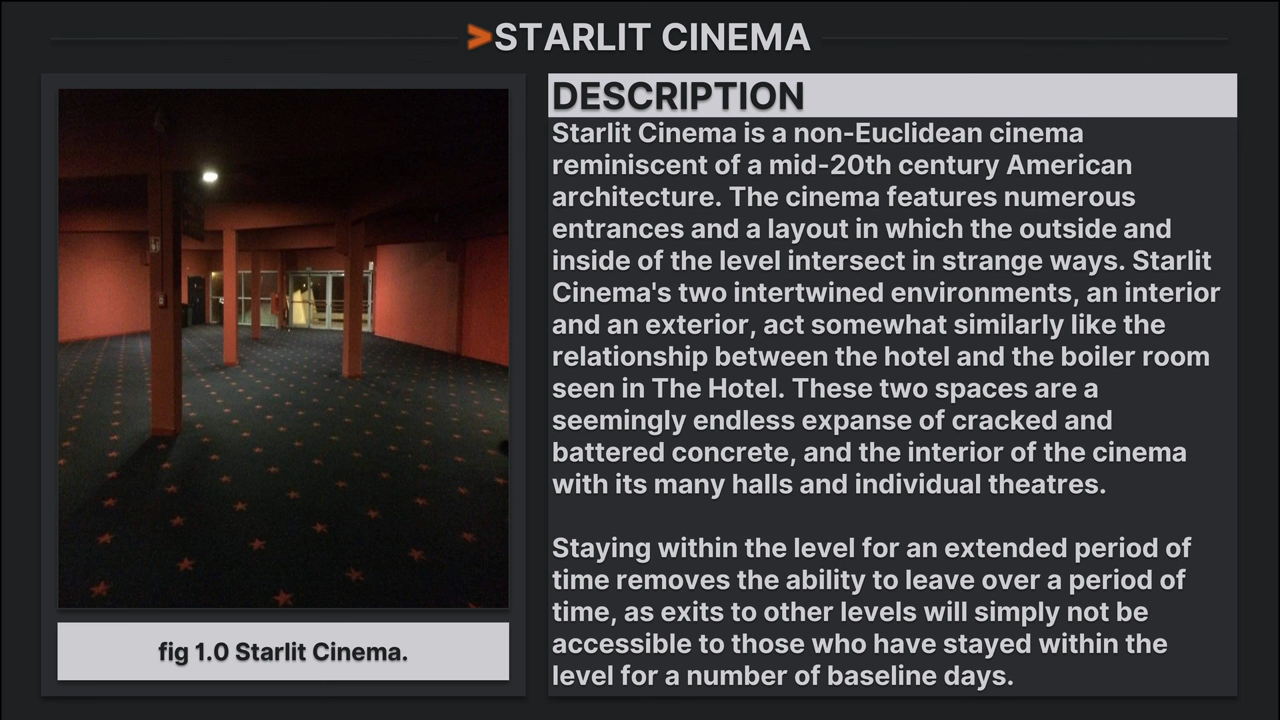 >STARLIT CINEMA
DESCRIPTION
Starlit Cinema is a non-Euclidean cinema
reminiscent of a mid-20th century American
architecture. The cinema features numerous
entrances and a layout in which the outside and
inside of the level intersect in strange ways. Starlit
Cinema's two intertwined environments, an interior
and an exterior, act somewhat similarly like the
relationship between the hotel and the boiler room
seen in The Hotel. These two spaces are a
seemingly endless expanse of cracked and
battered concrete, and the interior of the cinema
with its many halls and individual theatres.
Staying within the level for an extended period of
time removes the ability to leave over a period of
time, as exits to other levels will simply not be
accessible to those who have stayed within the
level for a number of baseline days.
fig 1.0 Starlit Cinema.